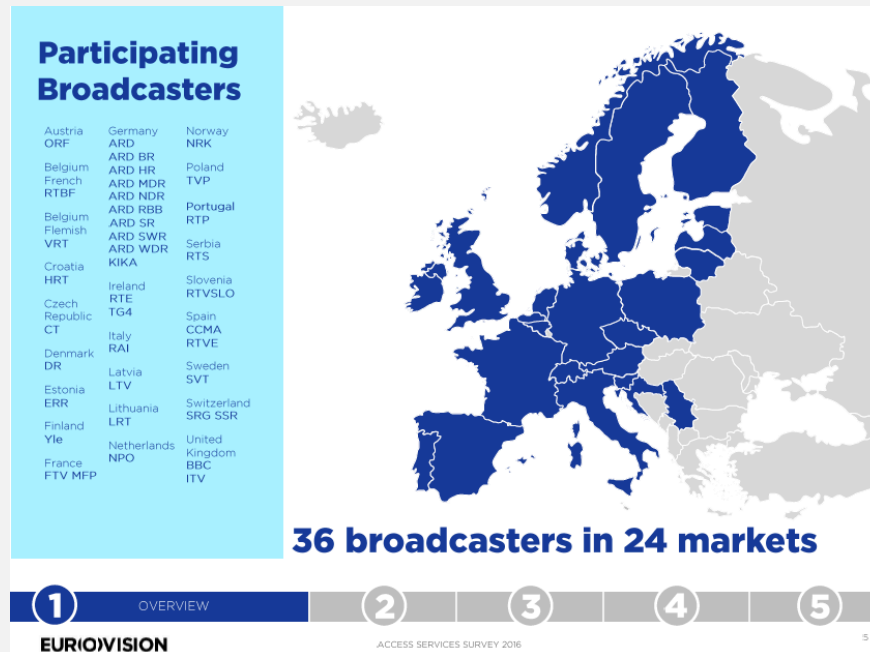 Participating
Broadcasters
Austria
ORF
Belgium
French
RTBF
Belgium
Flemish
VRT
Croatia
HRT
Czech
Republic
CT
Denmark
DR
Estonia
ERR
Finland
Yle
France
FTV MFP
Germany
ARD
ARD BR
ARD HR
ARD MDR
ARD NDR
ARD RBB
ARD SR
ARD SWR
ARD WDR
KIKA
Ireland
RTE
TG4
Italy
RAI
Latvia
LTV
Lithuania
LRT
Netherlands
NPO
Norway
NRK
Poland
TVP
Portugal
RTP
Serbia
RTS
Slovenia
RTVSLO
Spain
CCMA
RTVE
Sweden
SVT
Switzerland
SRG SSR
United
Kingdom
BBC
ITV
36 broadcasters in 24 markets
1 OVERVIEW 2 3 4 5
EUROVISION
ACCESS SERVICES SURVEY 2016
5